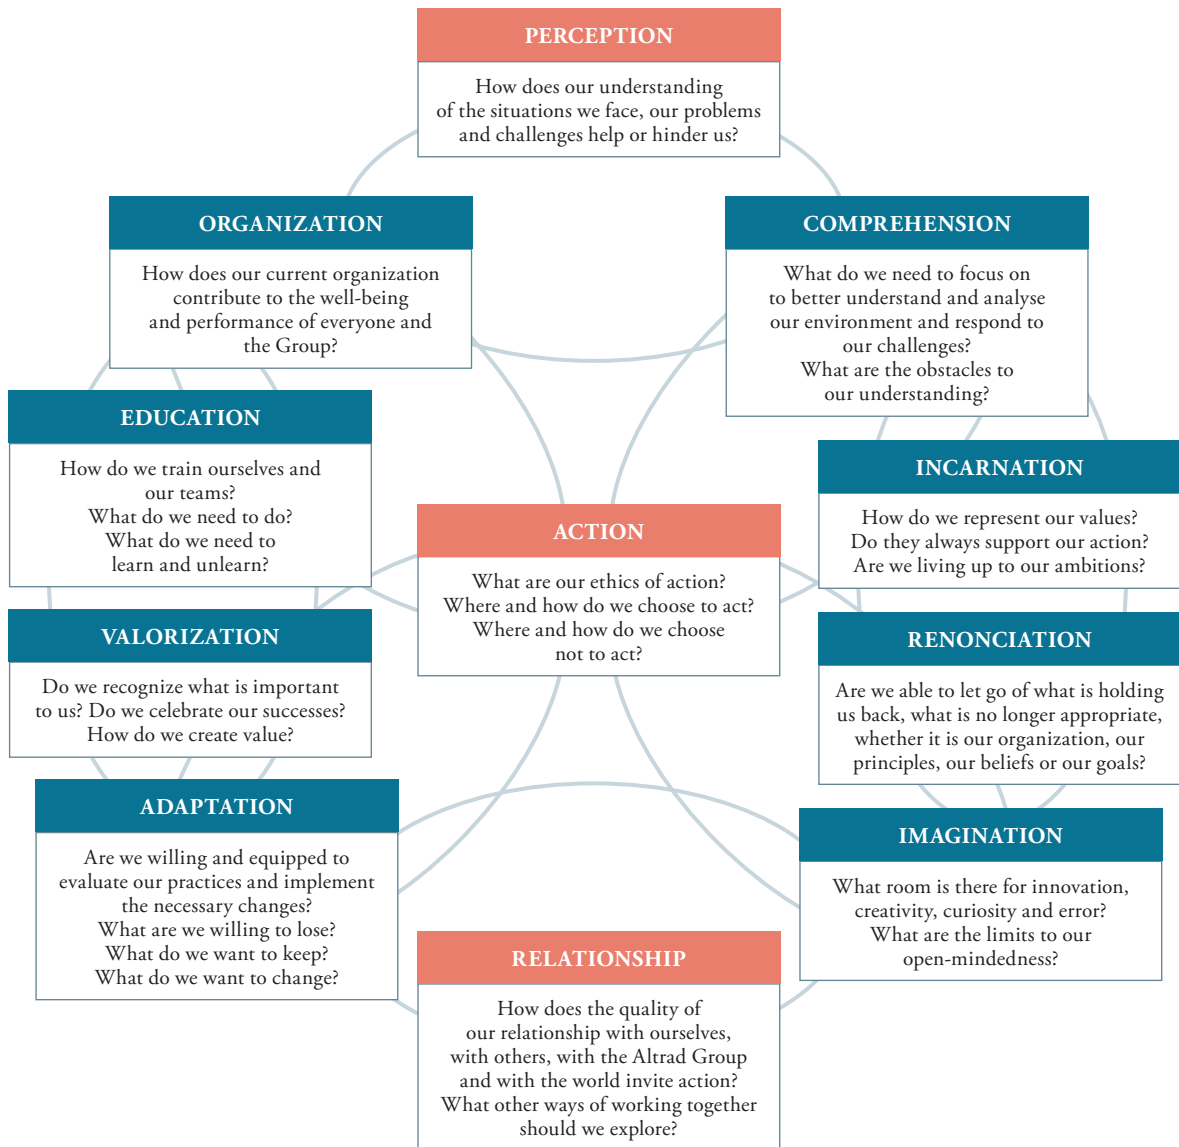 PERCEPTION
How does our understanding
of the situations we face, our problems
and challenges help or hinder us?
ORGANIZATION
How does our current organization
contribute to the well-being
and performance of everyone and
the Group?
COMPREHENSION
What do we need to focus on
to better understand and analyse
our environment and respond to
our challenges?
What are the obstacles to
our understanding?
EDUCATION
How do we train ourselves and
our teams?
What do we need to do?
What do we need to
learn and unlearn?
INCARNATION
How do we represent our values?
Do they always support our action?
Are we living up to our ambitions?
ACTION
What are our ethics of action?
Where and how do we choose to act?
Where and how do we choose
not to act?
VALORIZATION
Do we recognize what is important
to us? Do we celebrate our successes?
How do we create value?
RENONCIATION
Are we able to let go of what is holding
us back, what is no longer appropriate,
whether it is our organization, our
principles, our beliefs or our goals?
ADAPTATION
Are we willing and equipped to
evaluate our practices and implement
the necessary changes?
What are we willing to lose?
What do we want to keep?
What do we want to change?
IMAGINATION
What room is there for innovation,
creativity, curiosity and error?
What are the limits to our
open-mindedness?
RELATIONSHIP
How does the quality of
our relationship with ourselves,
with others, with the Altrad Group
and with the world invite action?
What other ways of working together
should we explore?